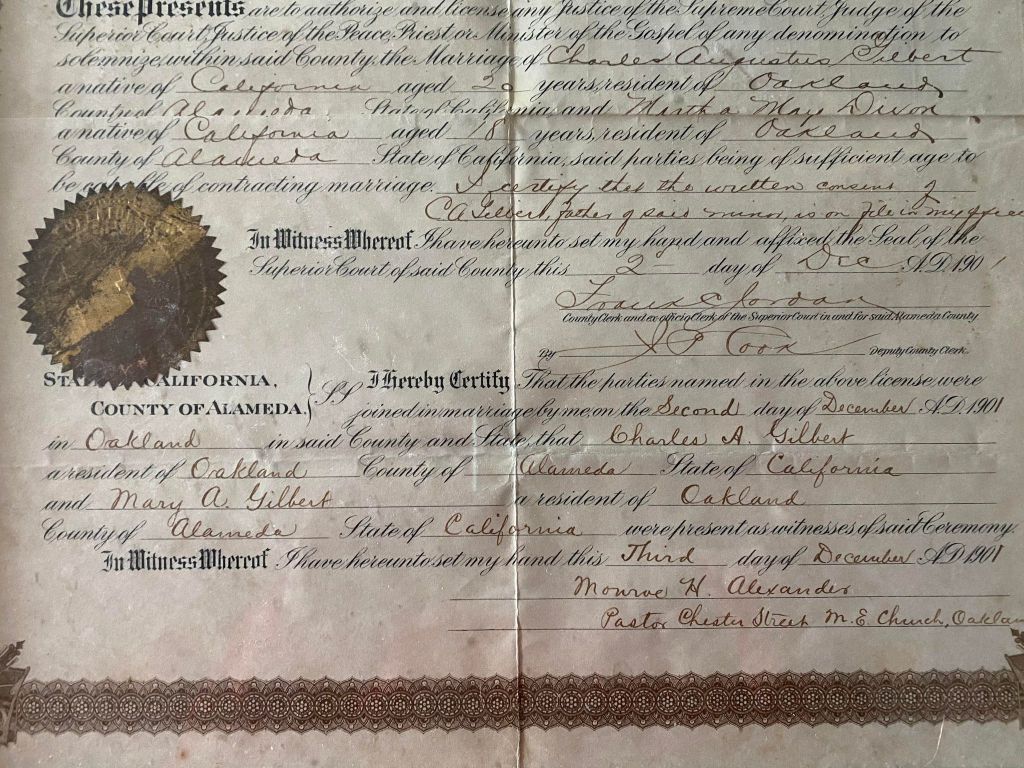 These Presents are to authorize and license any Justice of the Supreme Court, Judge of the
Superior Court, Justice of the Peace, Priest or Minister of the Gospel of any denomination to
solemnize, within said County, the Marriage of Charles Augustus Gilbert
a native of California aged years, resident of Oakland
County of Alameda State of California, and Martha May Dixon
a native of California aged 18 years, resident of Oakland
County of Alameda State of California, said parties being of sufficient age to
be capable of contracting marriage. I certify that the written consent of
C A Gilbert, father of said minor, is on file in my office
In Witness Whereof I have hereunto set my hand and affixed the Seal of the
Superior Court of said County this 2 day of Dec A.D. 1901
Frank C Jordan
County Clerk and ex officio Clerk of the Superior Court in and for said Alameda County
By Cook Deputy County Clerk.
STATE CALIFORNIA, SS I Hereby Certify That the parties named in the above license were
COUNTY OF ALAMEDA. joined in marriage by me, on the Second day of December A.D. 1901
in Oakland in said County and State, that Charles A. Gilbert
a resident of Oakland County of Alameda State, of California
and Mary A. Gilbert a resident of Oakland
County of Alameda State of California were present as witnesses of said Ceremony.
In Witness Whereof I have hereunto set my hand this Third day of December A.D. 1901
Monroe H. Alexander
Pastor Chester Street M.E. Church, Oaklan